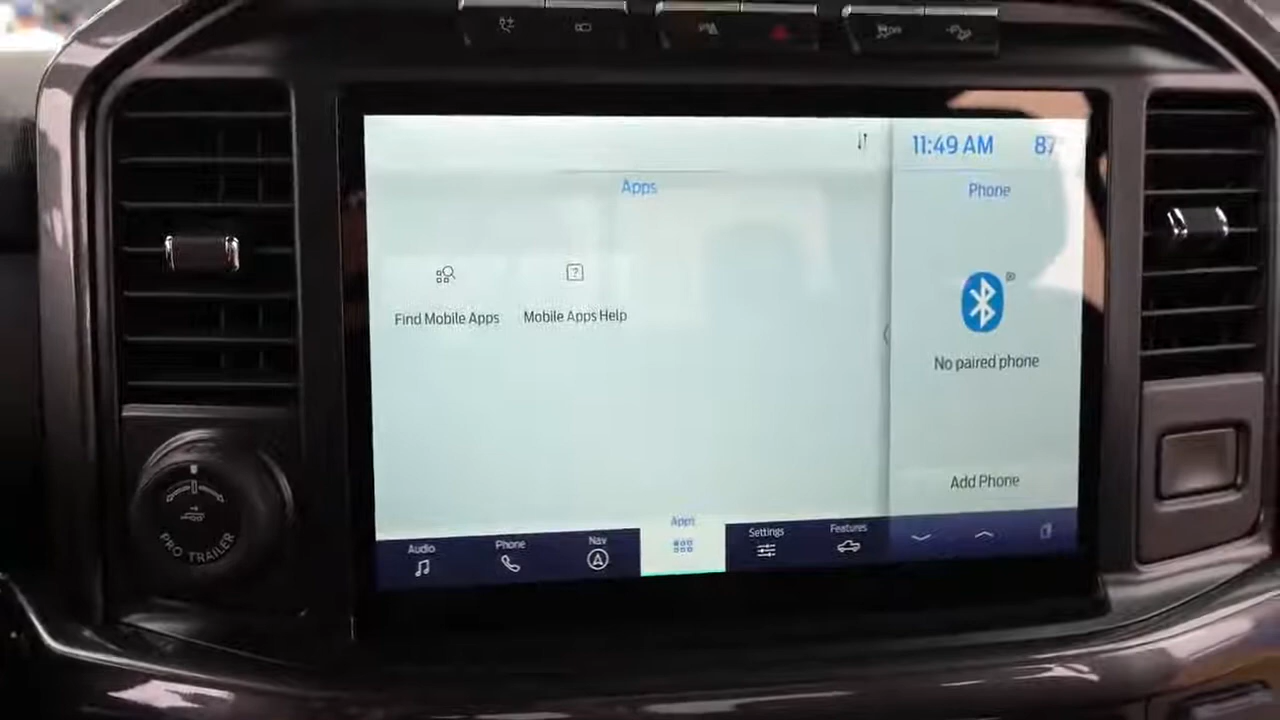 11:49 AM 87
Apps
Phone
Find Mobile Apps
Mobile Apps Help
No paired phone
Add Phone
Audio
Phone
Nav
Apps
Settings
Features
PRO TRAILER